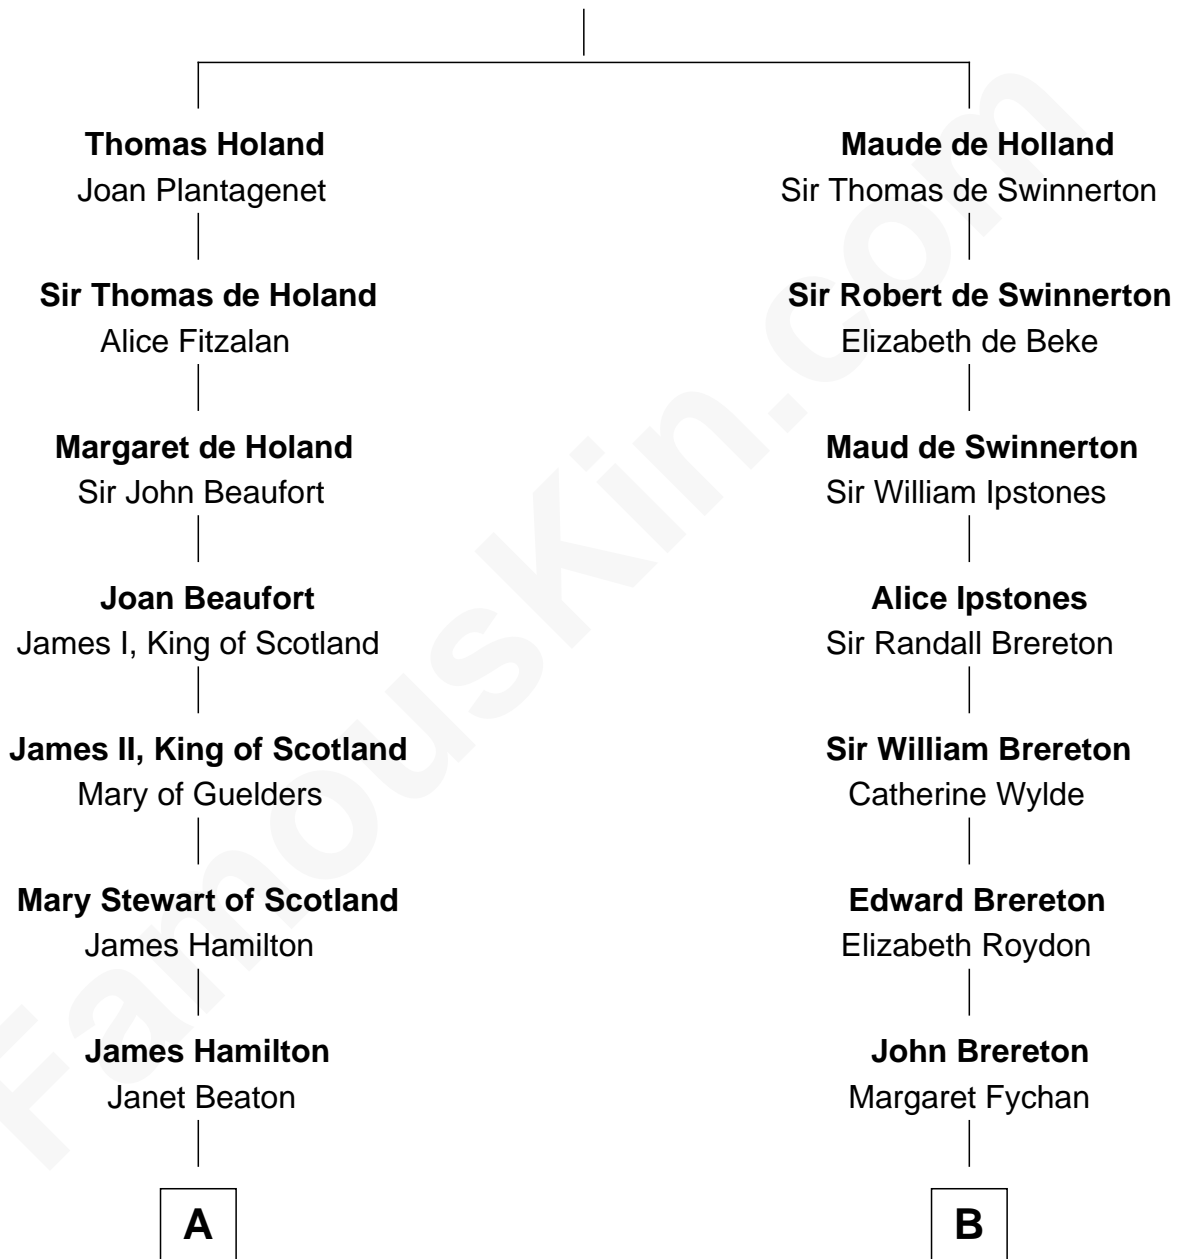 Thomas Holand
Joan Plantagenet
Sir Thomas de Holand
Alice Fitzalan
Margaret de Holand
Sir John Beaufort
Joan Beaufort
James I, King of Scotland
James II, King of Scotland
Mary of Guelders
Mary Stewart of Scotland
James Hamilton
James Hamilton
Janet Beaton
A
Maude de Holland
Sir Thomas de Swinnerton
Sir Robert de Swinnerton
Elizabeth de Beke
Maud de Swinnerton
Sir William Ipstones
Alice Ipstones
Sir Randall Brereton
Sir William Brereton
Catherine Wylde
Edward Brereton
Elizabeth Roydon
John Brereton
Margaret Fychan
B
FamousKin.com